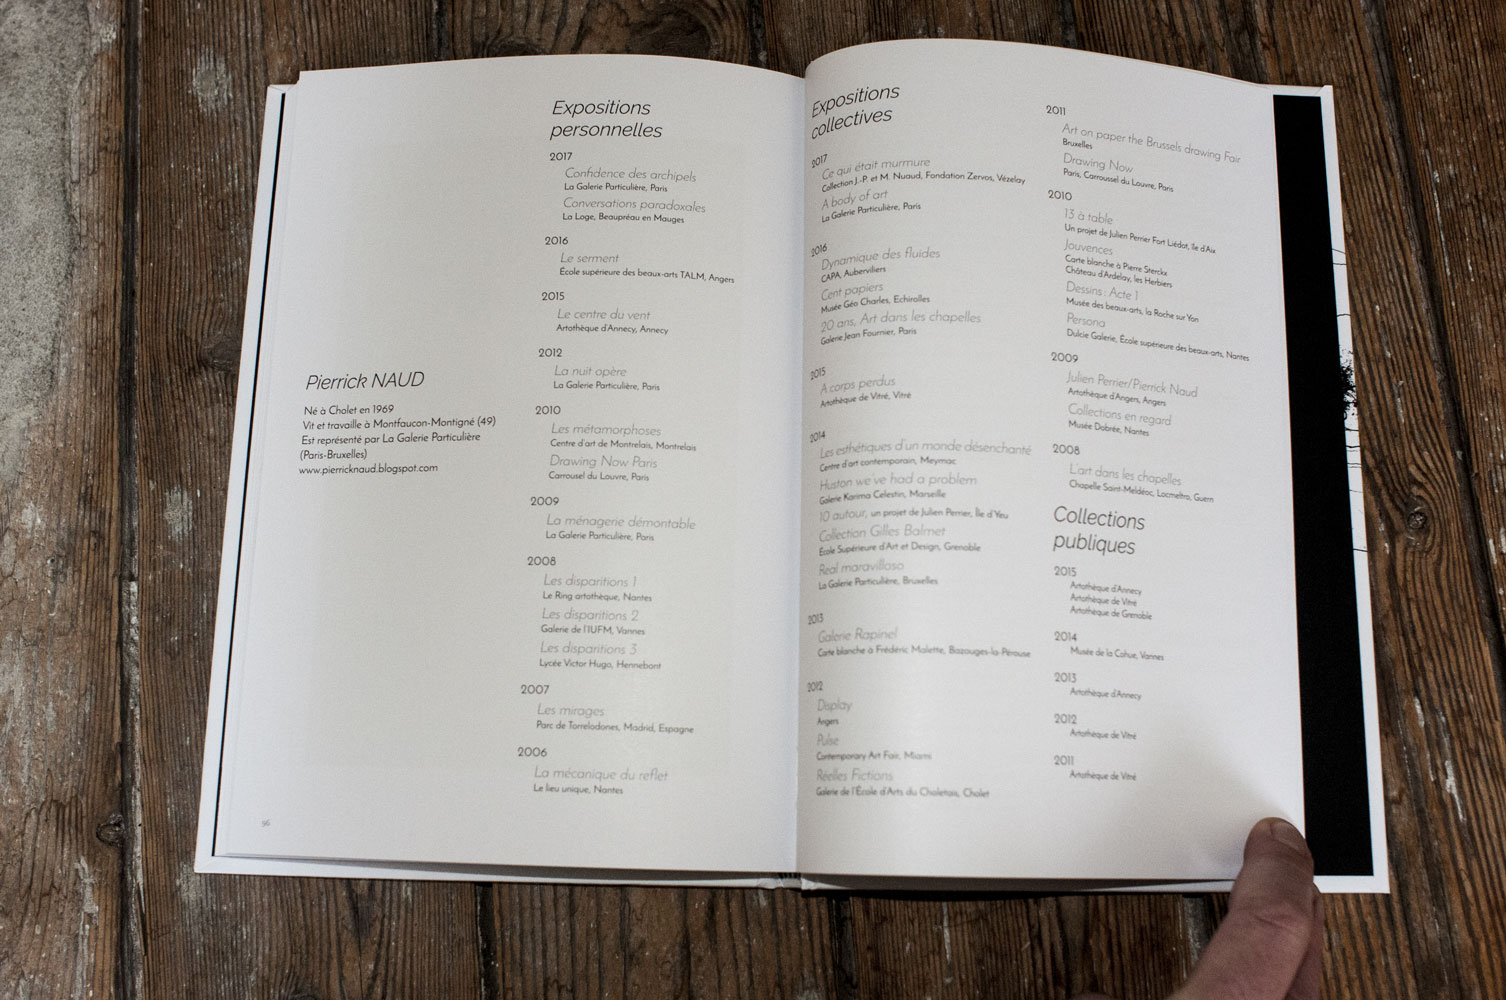 Pierrick NAUD
Né à Cholet en 1969
Vit et travaille à Montfaucon-Montigné (49)
Est représenté par La Galerie Particulière
(Paris-Bruxelles)
www.pierricknaud.blogspot.com
96
Expositions
personnelles
2017
Confidence des archipels
La Galerie Particulière, Paris
Conversations paradoxales
La Loge, Beaupréau en Mauges
2016
Le serment
École supérieure des beaux-arts TALM, Angers
2015
Le centre du vent
Artothèque d'Annecy, Annecy
2012
La nuit opère
La Galerie Particulière, Paris
2010
Les métamorphoses
Centre d'art de Montrelais, Montrelais
Drawing Now Paris
Carrousel du Louvre, Paris
2009
La ménagerie démontable
La Galerie Particulière, Paris
2008
Les disparitions 1
Le Ring artothèque, Nantes
Les disparitions 2
Galerie de l'IUFM, Vannes
Les disparitions 3
Lycée Victor Hugo, Hennebont
2007
Les mirages
Parc de Torrelodones, Madrid, Espagne
2006
La mécanique du reflet
Le lieu unique, Nantes
Expositions
collectives
2017
Ce qui était murmure
Collection J.-P. et M. Nuaud, Fondation Zervos, Vézelay
A body of art
La Galerie Particulière, Paris
2016
Dynamique des fluides
CAPA, Aubervilliers
Cent papiers
Musée Géo Charles, Echirolles
20 ans, Art dans les chapelles
Galerie Jean Fournier, Paris
2015
A corps perdus
Artothèque de Vitré, Vitré
2014
Les esthétiques d'un monde désenchanté
Centre d'art contemporain, Meymac
Huston we've had a problem
Galerie Karima Celestin, Marseille
10 autour, un projet de Julien Perrier, Île d'Yeu
Collection Gilles Balmet
École Supérieure d'Art et Design, Grenoble
Real maravilloso
La Galerie Particulière, Bruxelles
2013
Galerie Rapinel
Carte blanche à Frédéric Malette, Bazouges-la-Pérouse
2012
Display
Angers
Pulse
Contemporary Art Fair, Miami
Réelles Fictions
Galerie de l'École d'Arts du Choletais, Cholet
2011
Art on paper the Brussels drawing Fair
Bruxelles
Drawing Now
Paris, Carroussel du Louvre, Paris
2010
13 à table
Un projet de Julien Perrier Fort Liédot, île d'Aix
Jouvences
Carte blanche à Pierre Sterckx
Château d'Ardelay, les Herbiers
Dessins : Acte 1
Musée des beaux-arts, la Roche sur Yon
Persona
Dulcie Galerie, École supérieure des beaux-arts, Nantes
2009
Julien Perrier/Pierrick Naud
Artothèque d'Angers, Angers
Collections en regard
Musée Dobrée, Nantes
2008
L'art dans les chapelles
Chapelle Saint-Meldéoc, Locmeltro, Guern
Collections
publiques
2015
Artothèque d'Annecy
Artothèque de Vitré
Artothèque de Grenoble
2014
Musée de la Cohue, Vannes
2013
Artothèque d'Annecy
2012
Artothèque de Vitré
2011
Artothèque de Vitré